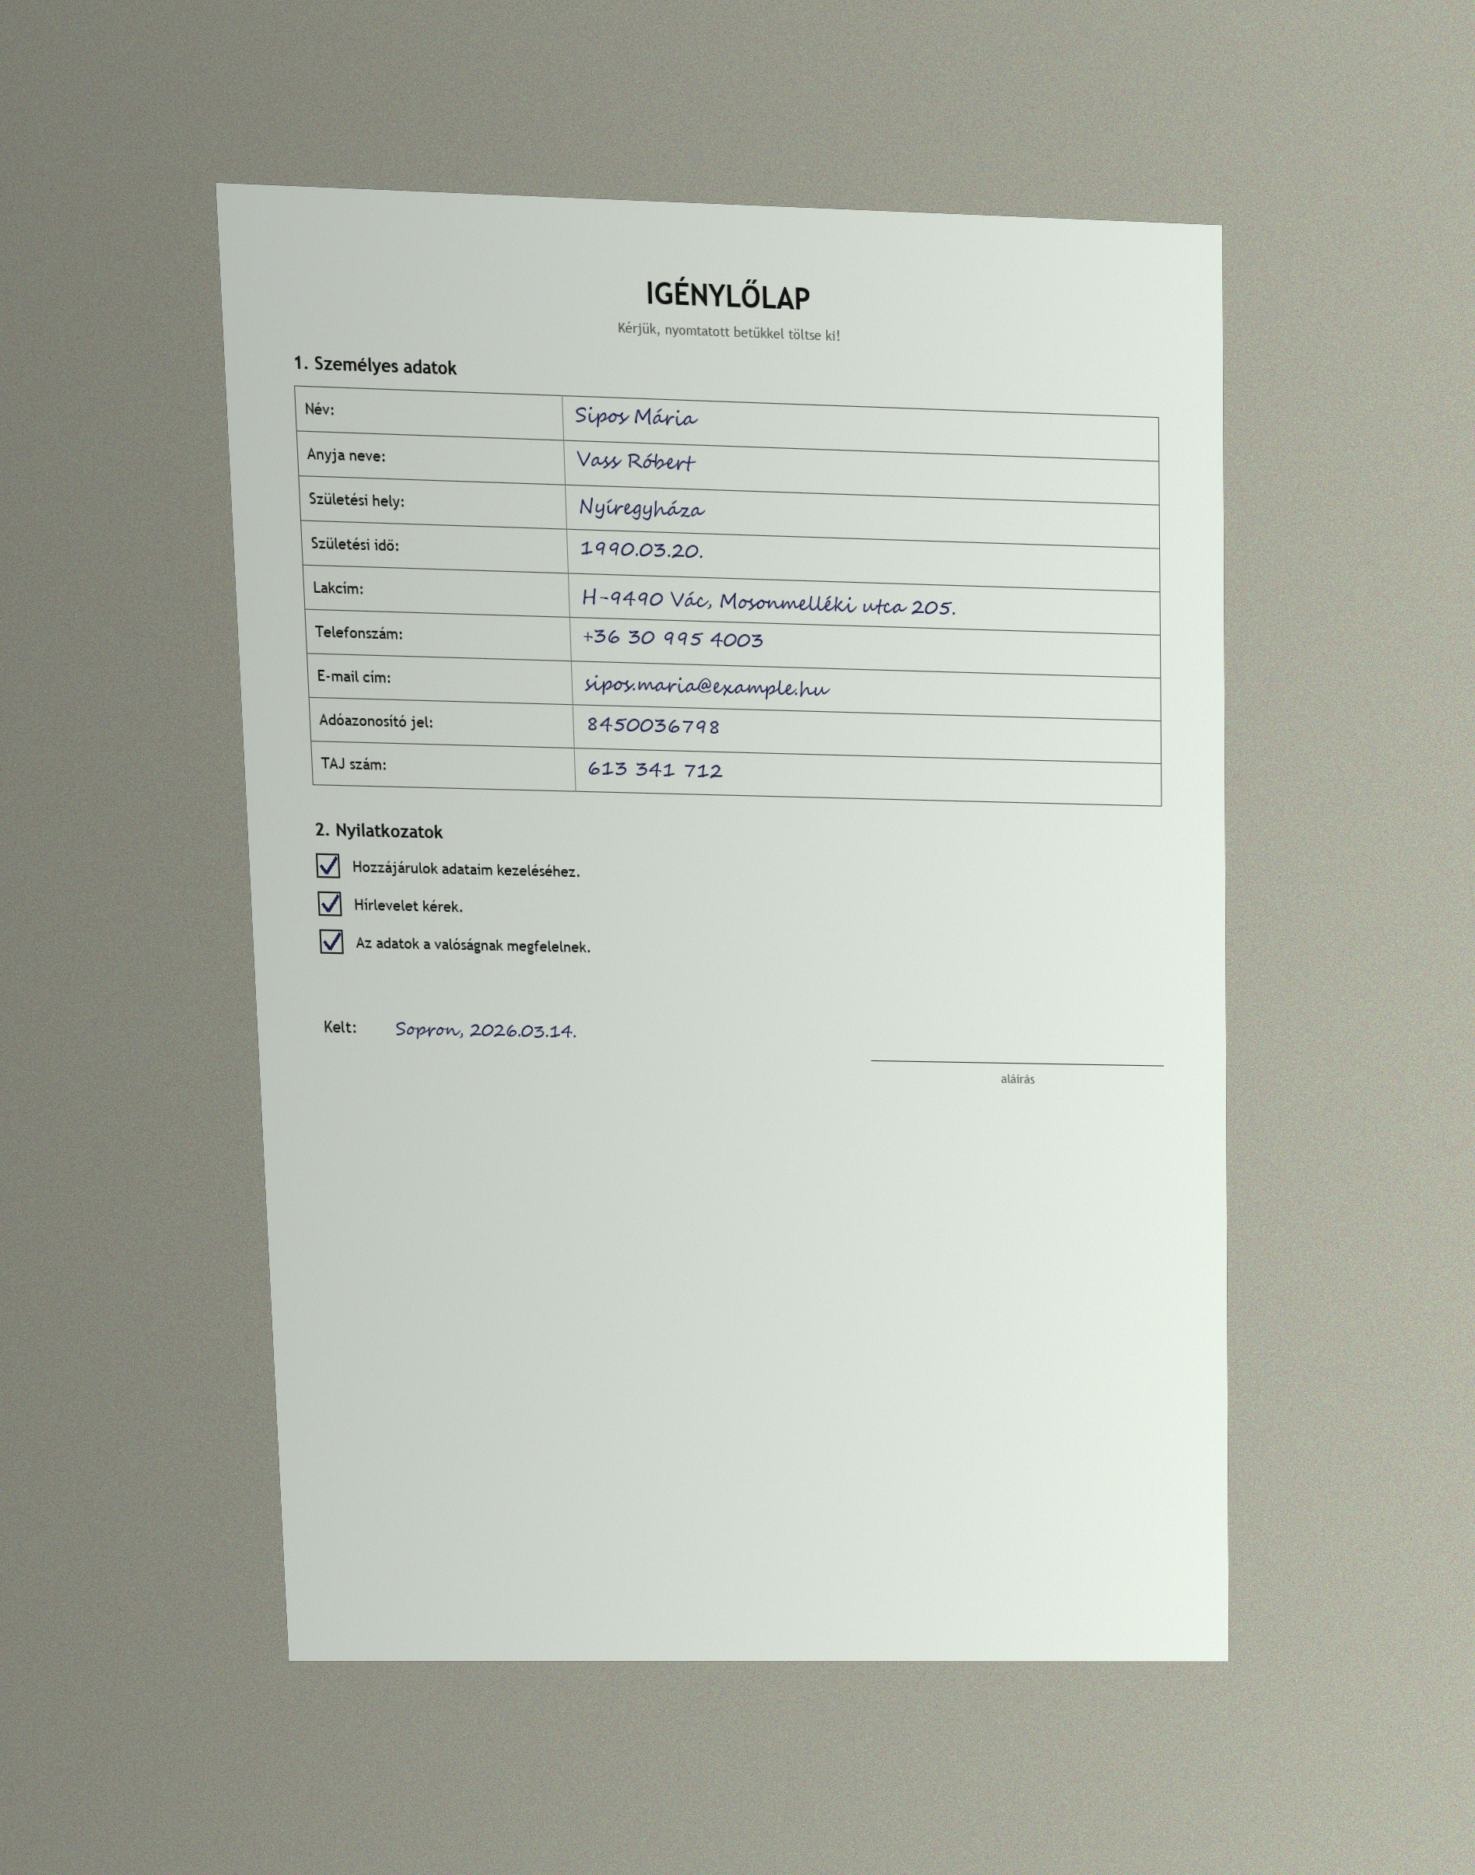 IGÉNYLŐLAP
Kérjük, nyomtatott betűkkel töltse ki!
1. Személyes adatok
Név: Sipos Mária
Anyja neve: Vass Róbert
Születési hely: Nyíregyháza
Születési idő: 1990.03.20.
Lakcím: H-9490 Vác, Mosonmelléki utca 205.
Telefonszám: +36 30 995 4003
E-mail cím: sipos.maria@example.hu
Adóazonosító jel: 8450036798
TAJ szám: 613 341 712
2. Nyilatkozatok
Hozzájárulok adataim kezeléséhez.
Hírlevelet kérek.
Az adatok a valóságnak megfelelnek.
Kelt: Sopron, 2026.03.14.
aláírás